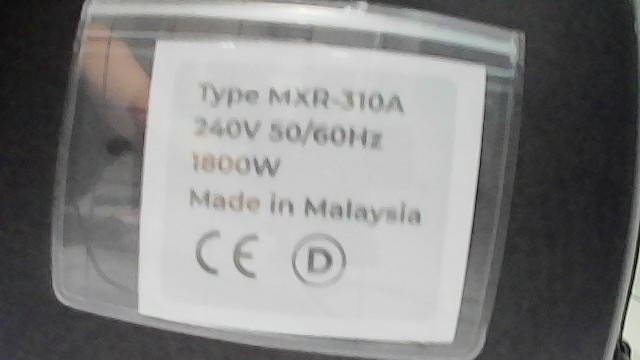 Type MXR-310A
240V 50/60Hz
1800W
Made in Malaysia
CE D